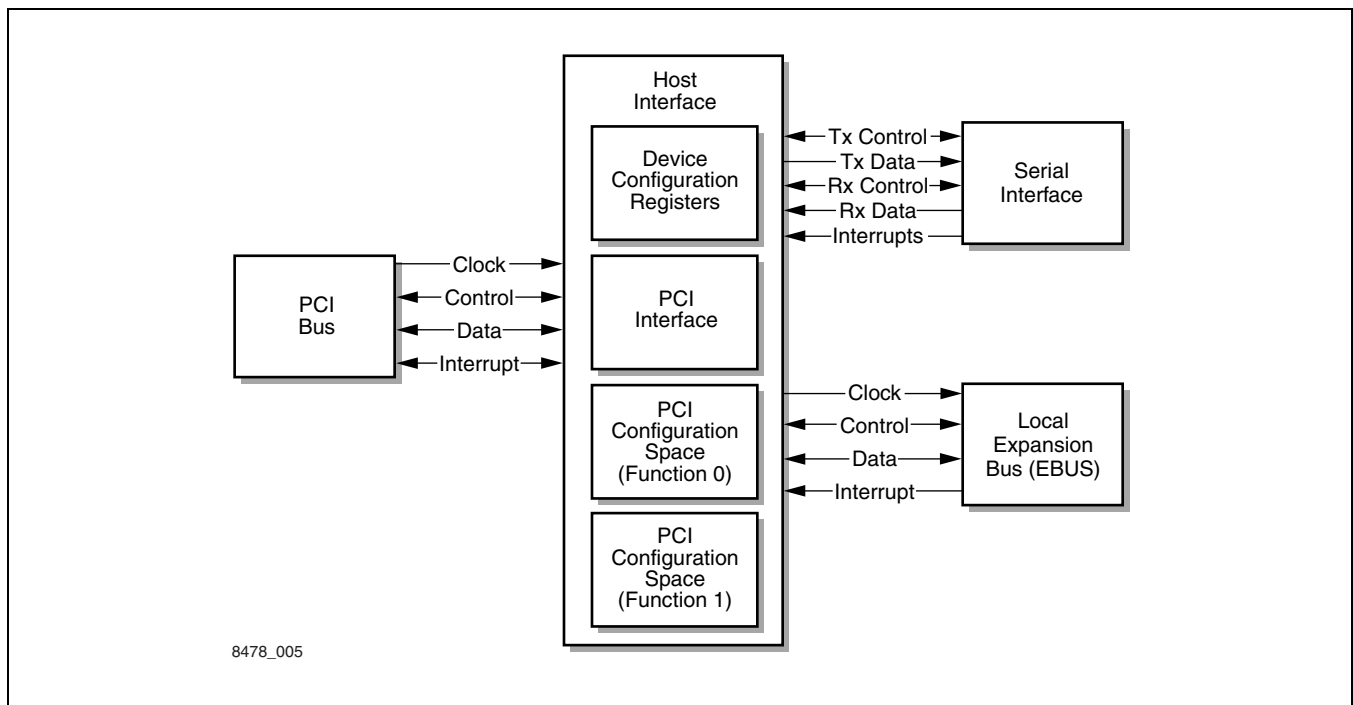 Host
Interface
Device
Configuration
Registers
PCI
Interface
PCI
Configuration
Space
(Function 0)
PCI
Configuration
Space
(Function 1)
PCI
Bus
Clock
Control
Data
Interrupt
Tx Control
Tx Data
Rx Control
Rx Data
Interrupts
Serial
Interface
Clock
Control
Data
Interrupt
Local
Expansion
Bus (EBUS)
8478_005